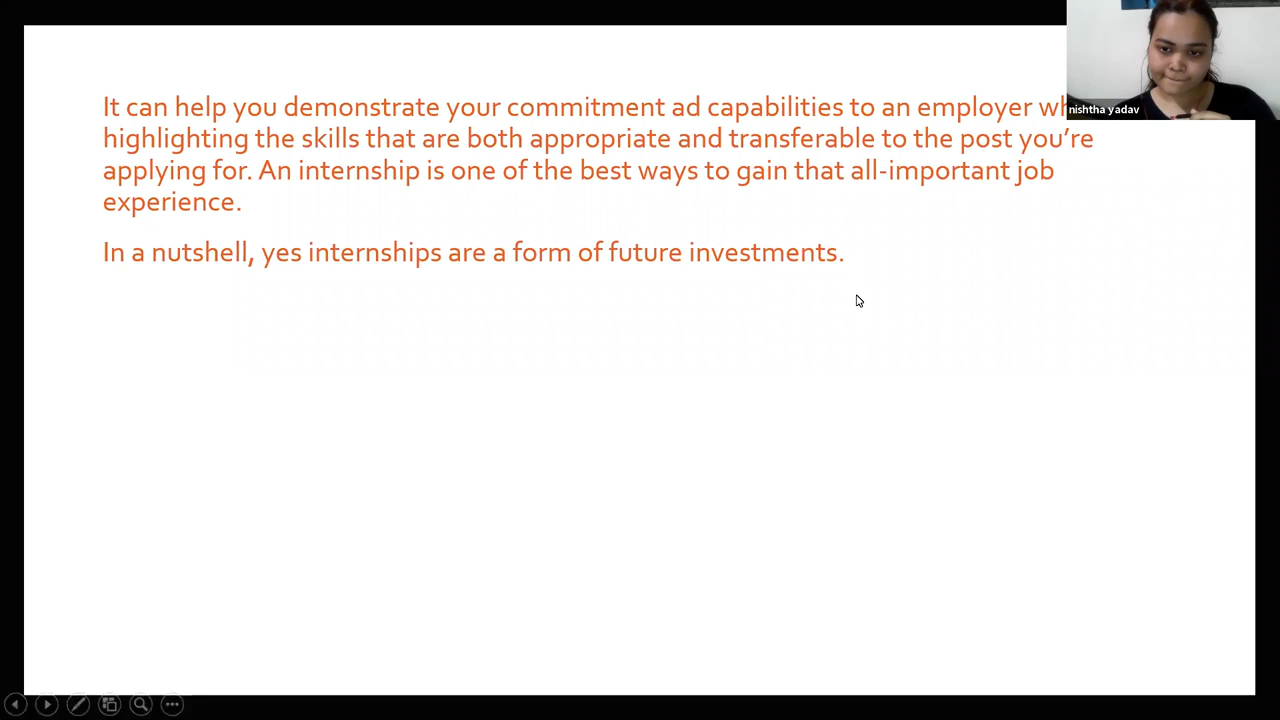 It can help you demonstrate your commitment ad capabilities to an employer
highlighting the skills that are both appropriate and transferable to the post you're
applying for. An internship is one of the best ways to gain that all-important job
experience.
In a nutshell, yes internships are a form of future investments.
nishtha yadav